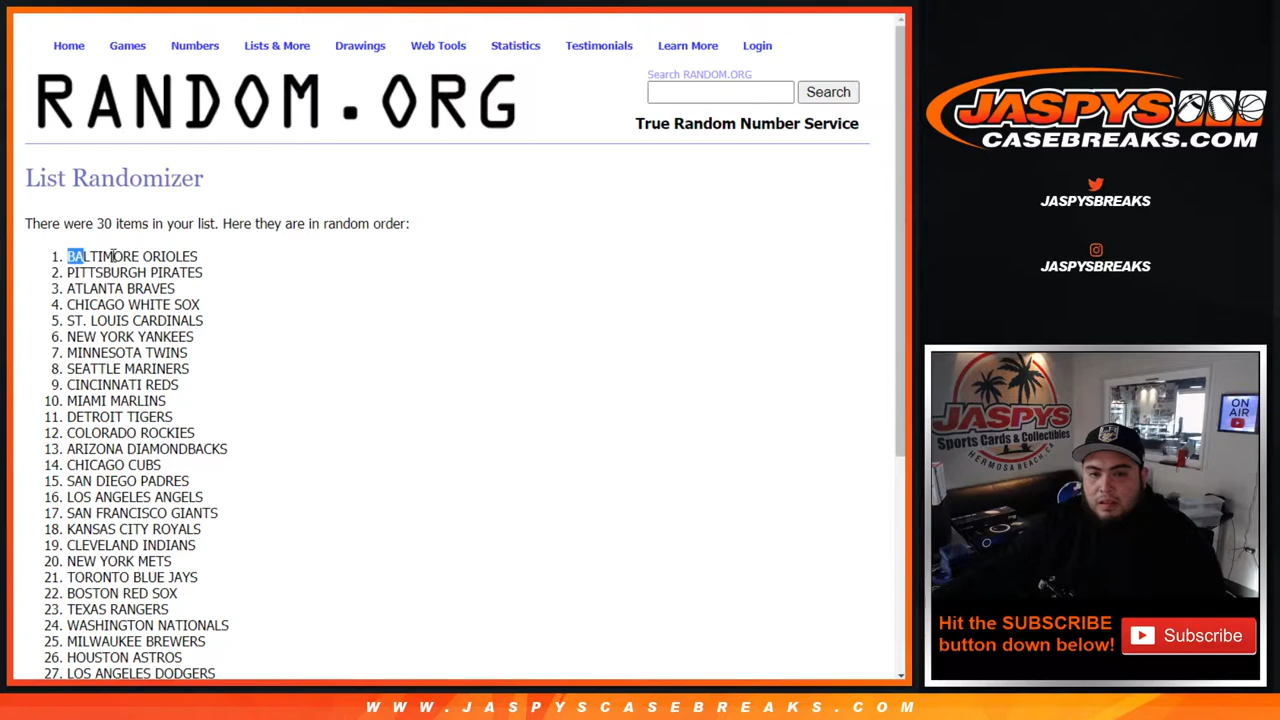 Home Games Numbers Lists & More Drawings Web Tools Statistics Testimonials Learn More Login
RANDOM.ORG
Search RANDOM.ORG
Search
True Random Number Service
List Randomizer
There were 30 items in your list. Here they are in random order:
1. BALTIMORE ORIOLES
2. PITTSBURGH PIRATES
3. ATLANTA BRAVES
4. CHICAGO WHITE SOX
5. ST. LOUIS CARDINALS
6. NEW YORK YANKEES
7. MINNESOTA TWINS
8. SEATTLE MARINERS
9. CINCINNATI REDS
10. MIAMI MARLINS
11. DETROIT TIGERS
12. COLORADO ROCKIES
13. ARIZONA DIAMONDBACKS
14. CHICAGO CUBS
15. SAN DIEGO PADRES
16. LOS ANGELES ANGELS
17. SAN FRANCISCO GIANTS
18. KANSAS CITY ROYALS
19. CLEVELAND INDIANS
20. NEW YORK METS
21. TORONTO BLUE JAYS
22. BOSTON RED SOX
23. TEXAS RANGERS
24. WASHINGTON NATIONALS
25. MILWAUKEE BREWERS
26. HOUSTON ASTROS
27. LOS ANGELES DODGERS
JASPYS
CASEBREAKS.COM
JASPYSBREAKS
JASPYSBREAKS
JASPYS
Sports Cards & Collectibles
HERMOSA BEACH, CA
ON
AIR
Hit the SUBSCRIBE
button down below!
Subscribe
WWW.JASPYSCASEBREAKS.COM